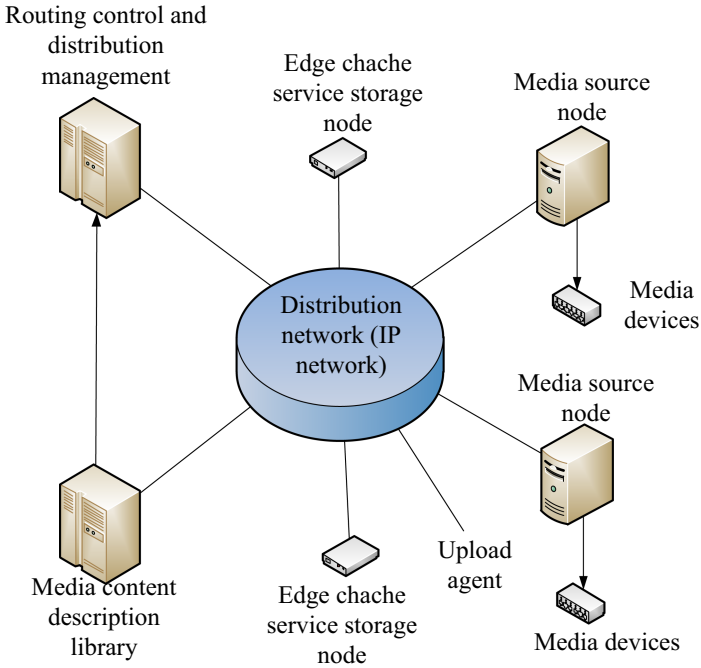 Routing control and
distribution
management
Edge chache
service storage
node
Media source
node
Distribution
network (IP
network)
Media
devices
Media source
node
Upload
agent
Media content
description
library
Edge chache
service storage
node
Media devices